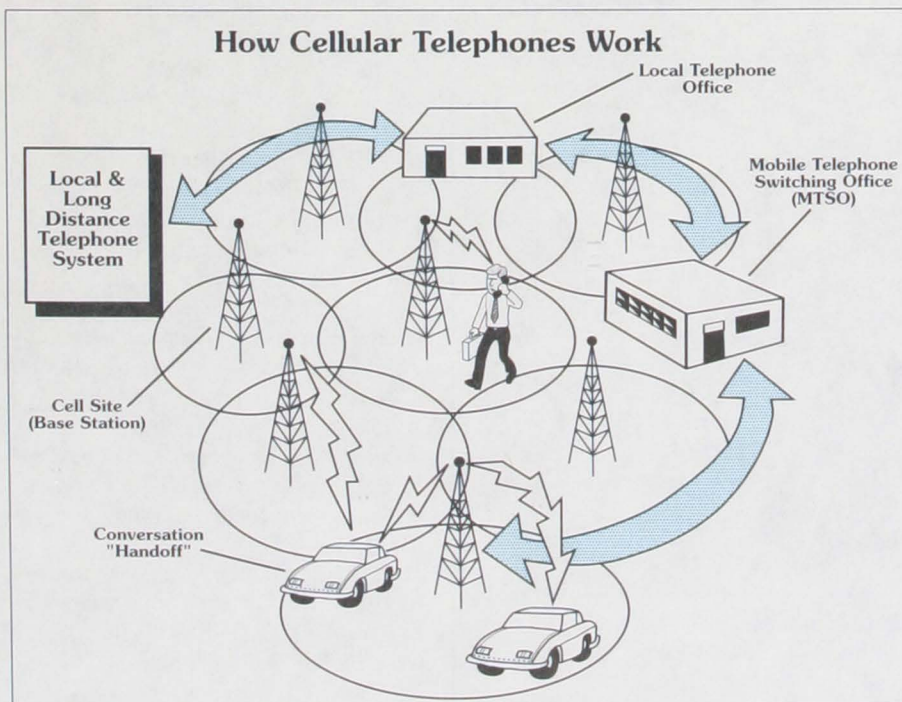 How Cellular Telephones Work
Local Telephone
Office
Mobile Telephone
Switching Office
(MTSO)
Local &
Long
Distance
Telephone
System
Cell Site
(Base Station)
Conversation
"Handoff"